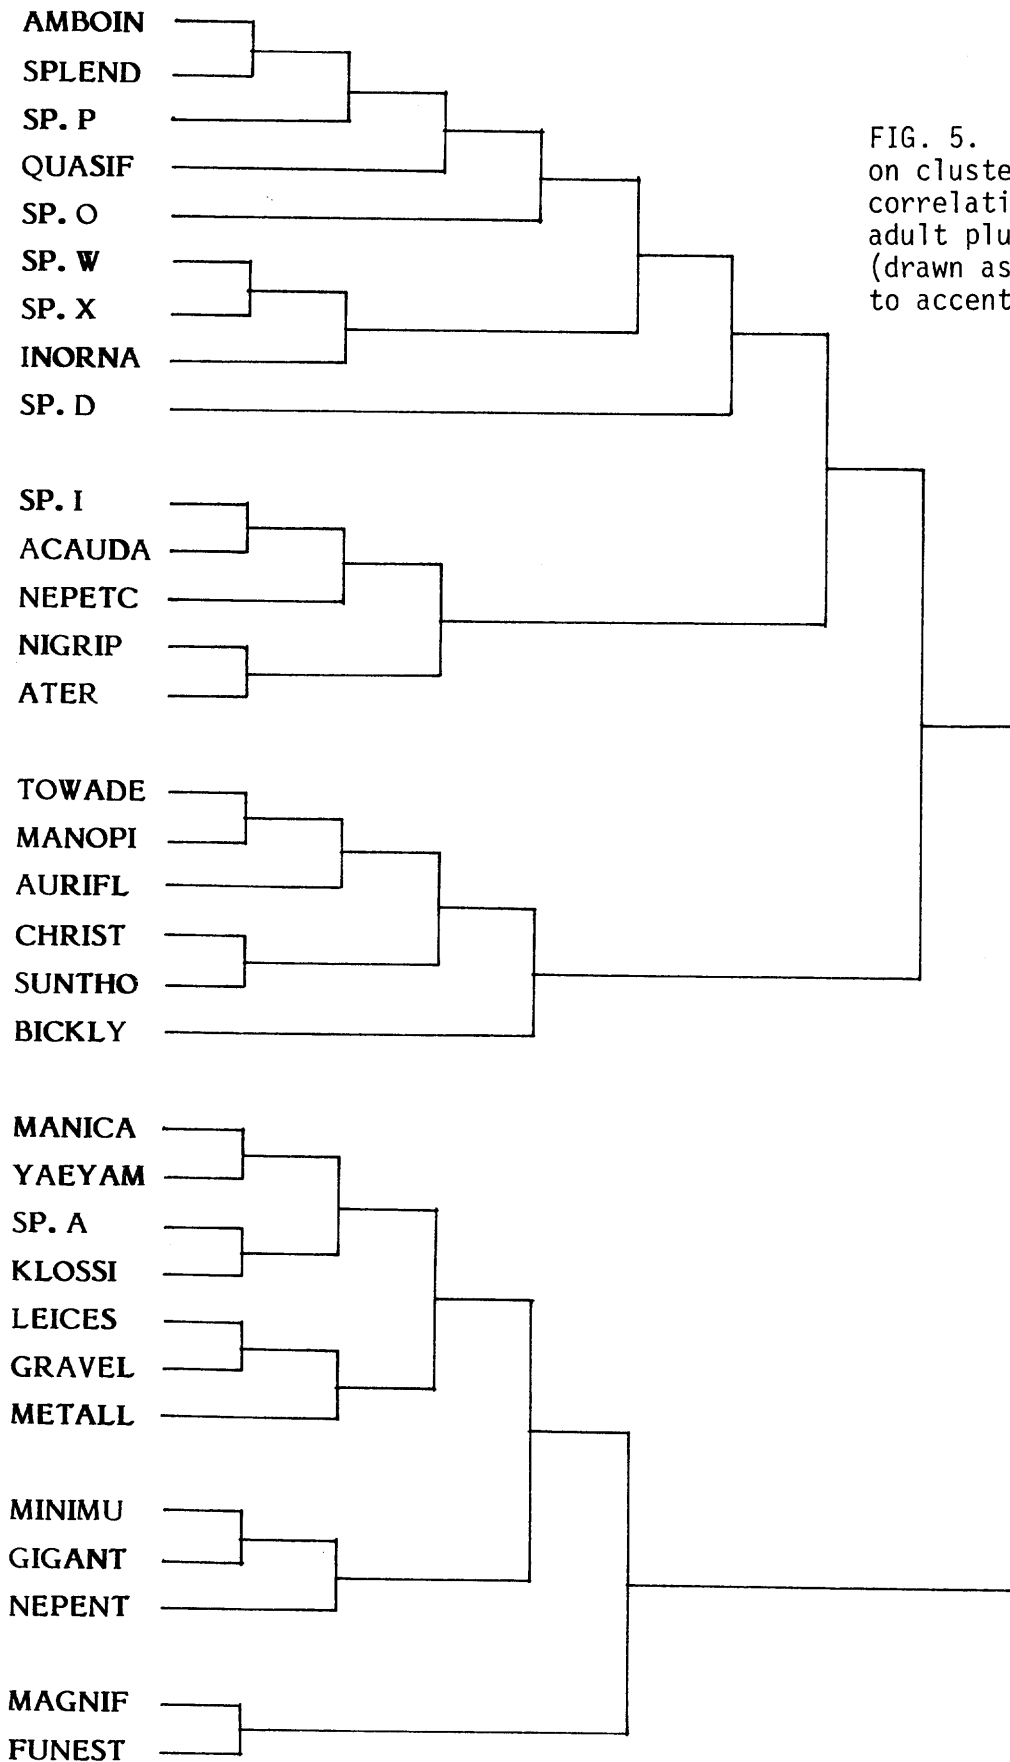 AMBOIN
SPLEND
SP. P
QUASIF
SP. O
SP. W
SP. X
INORNA
SP. D
SP. I
ACAUDA
NEPETC
NIGRIP
ATER
TOWADE
MANOPI
AURIFL
CHRIST
SUNTHO
BICKLY
MANICA
YAEYAM
SP. A
KLOSSI
LEICES
GRAVEL
METALL
MINIMU
GIGANT
NEPENT
MAGNIF
FUNEST
FIG. 5.
on cluste
correlati
adult plu
(drawn as
to accent